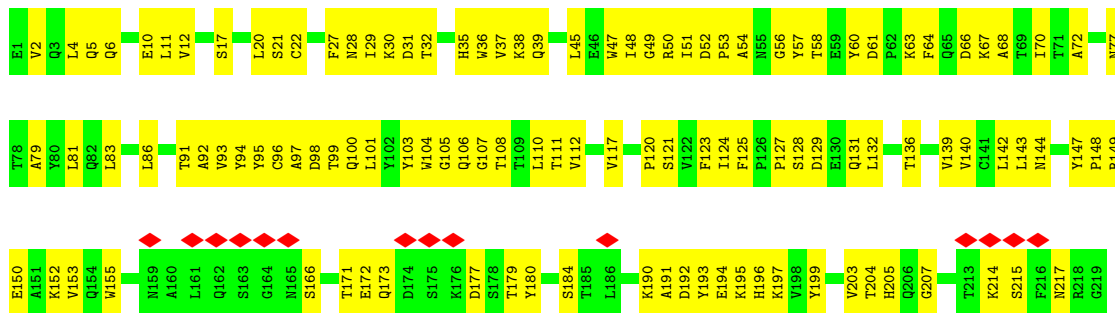 E1 V2 Q3 L4 Q5 Q6 E10 L11 V12 S17 L20 S21 C22 F27 N28 I29 K30 D31 T32 H35 W36 V37 K38 Q39 L45 E46 W47 I48 G49 R50 I51 D52 P53 A54 N55 G56 Y57 T58 E59 Y60 D61 P62 K63 F64 Q65 D66 K67 A68 T69 I70 T71 A72 N77
T78 A79 Y80 L81 Q82 L83 L86 T91 A92 V93 Y94 Y95 C96 A97 D98 T99 Q100 L101 Y102 Y103 W104 G105 Q106 G107 T108 T109 L110 T111 V112 V117 P120 S121 V122 F123 I124 F125 P126 P127 S128 D129 E130 Q131 L132 T136 V139 V140 C141 L142 L143 N144 Y147 P148 R149
E150 A151 K152 V153 Q154 W155 N159 A160 L161 Q162 S163 G164 N165 S166 T171 E172 Q173 D174 S175 K176 D177 S178 T179 Y180 S184 T185 L186 K190 A191 D192 Y193 E194 K195 H196 K197 V198 Y199 V203 T204 H205 Q206 G207 T213 K214 S215 F216 N217 R218 G219